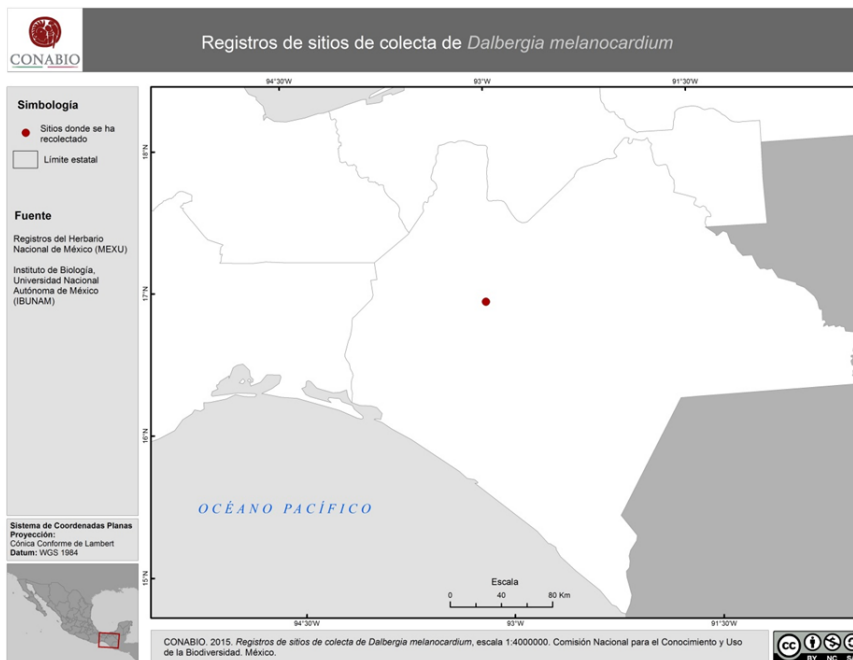 CONABIO
Registros de sitios de colecta de Dalbergia melanocardium
Simbología
Sitios donde se ha
recolectado
Límite estatal
Fuente
Registros del Herbario
Nacional de México (MEXU)
Instituto de Biología,
Universidad Nacional
Autónoma de México
(IBUNAM)
Sistema de Coordenadas Planas
Proyección:
Cónica Conforme de Lambert
Datum: WGS 1984
94°30'W
93°W
91°30'W
18°N
17°N
16°N
15°N
OCÉANO PACÍFICO
Escala
0 40 80 Km
94°30'W
93°W
91°30'W
CONABIO. 2015. Registros de sitios de colecta de Dalbergia melanocardium, escala 1:4000000. Comisión Nacional para el Conocimiento y Uso
de la Biodiversidad. México.
cc
BY NC